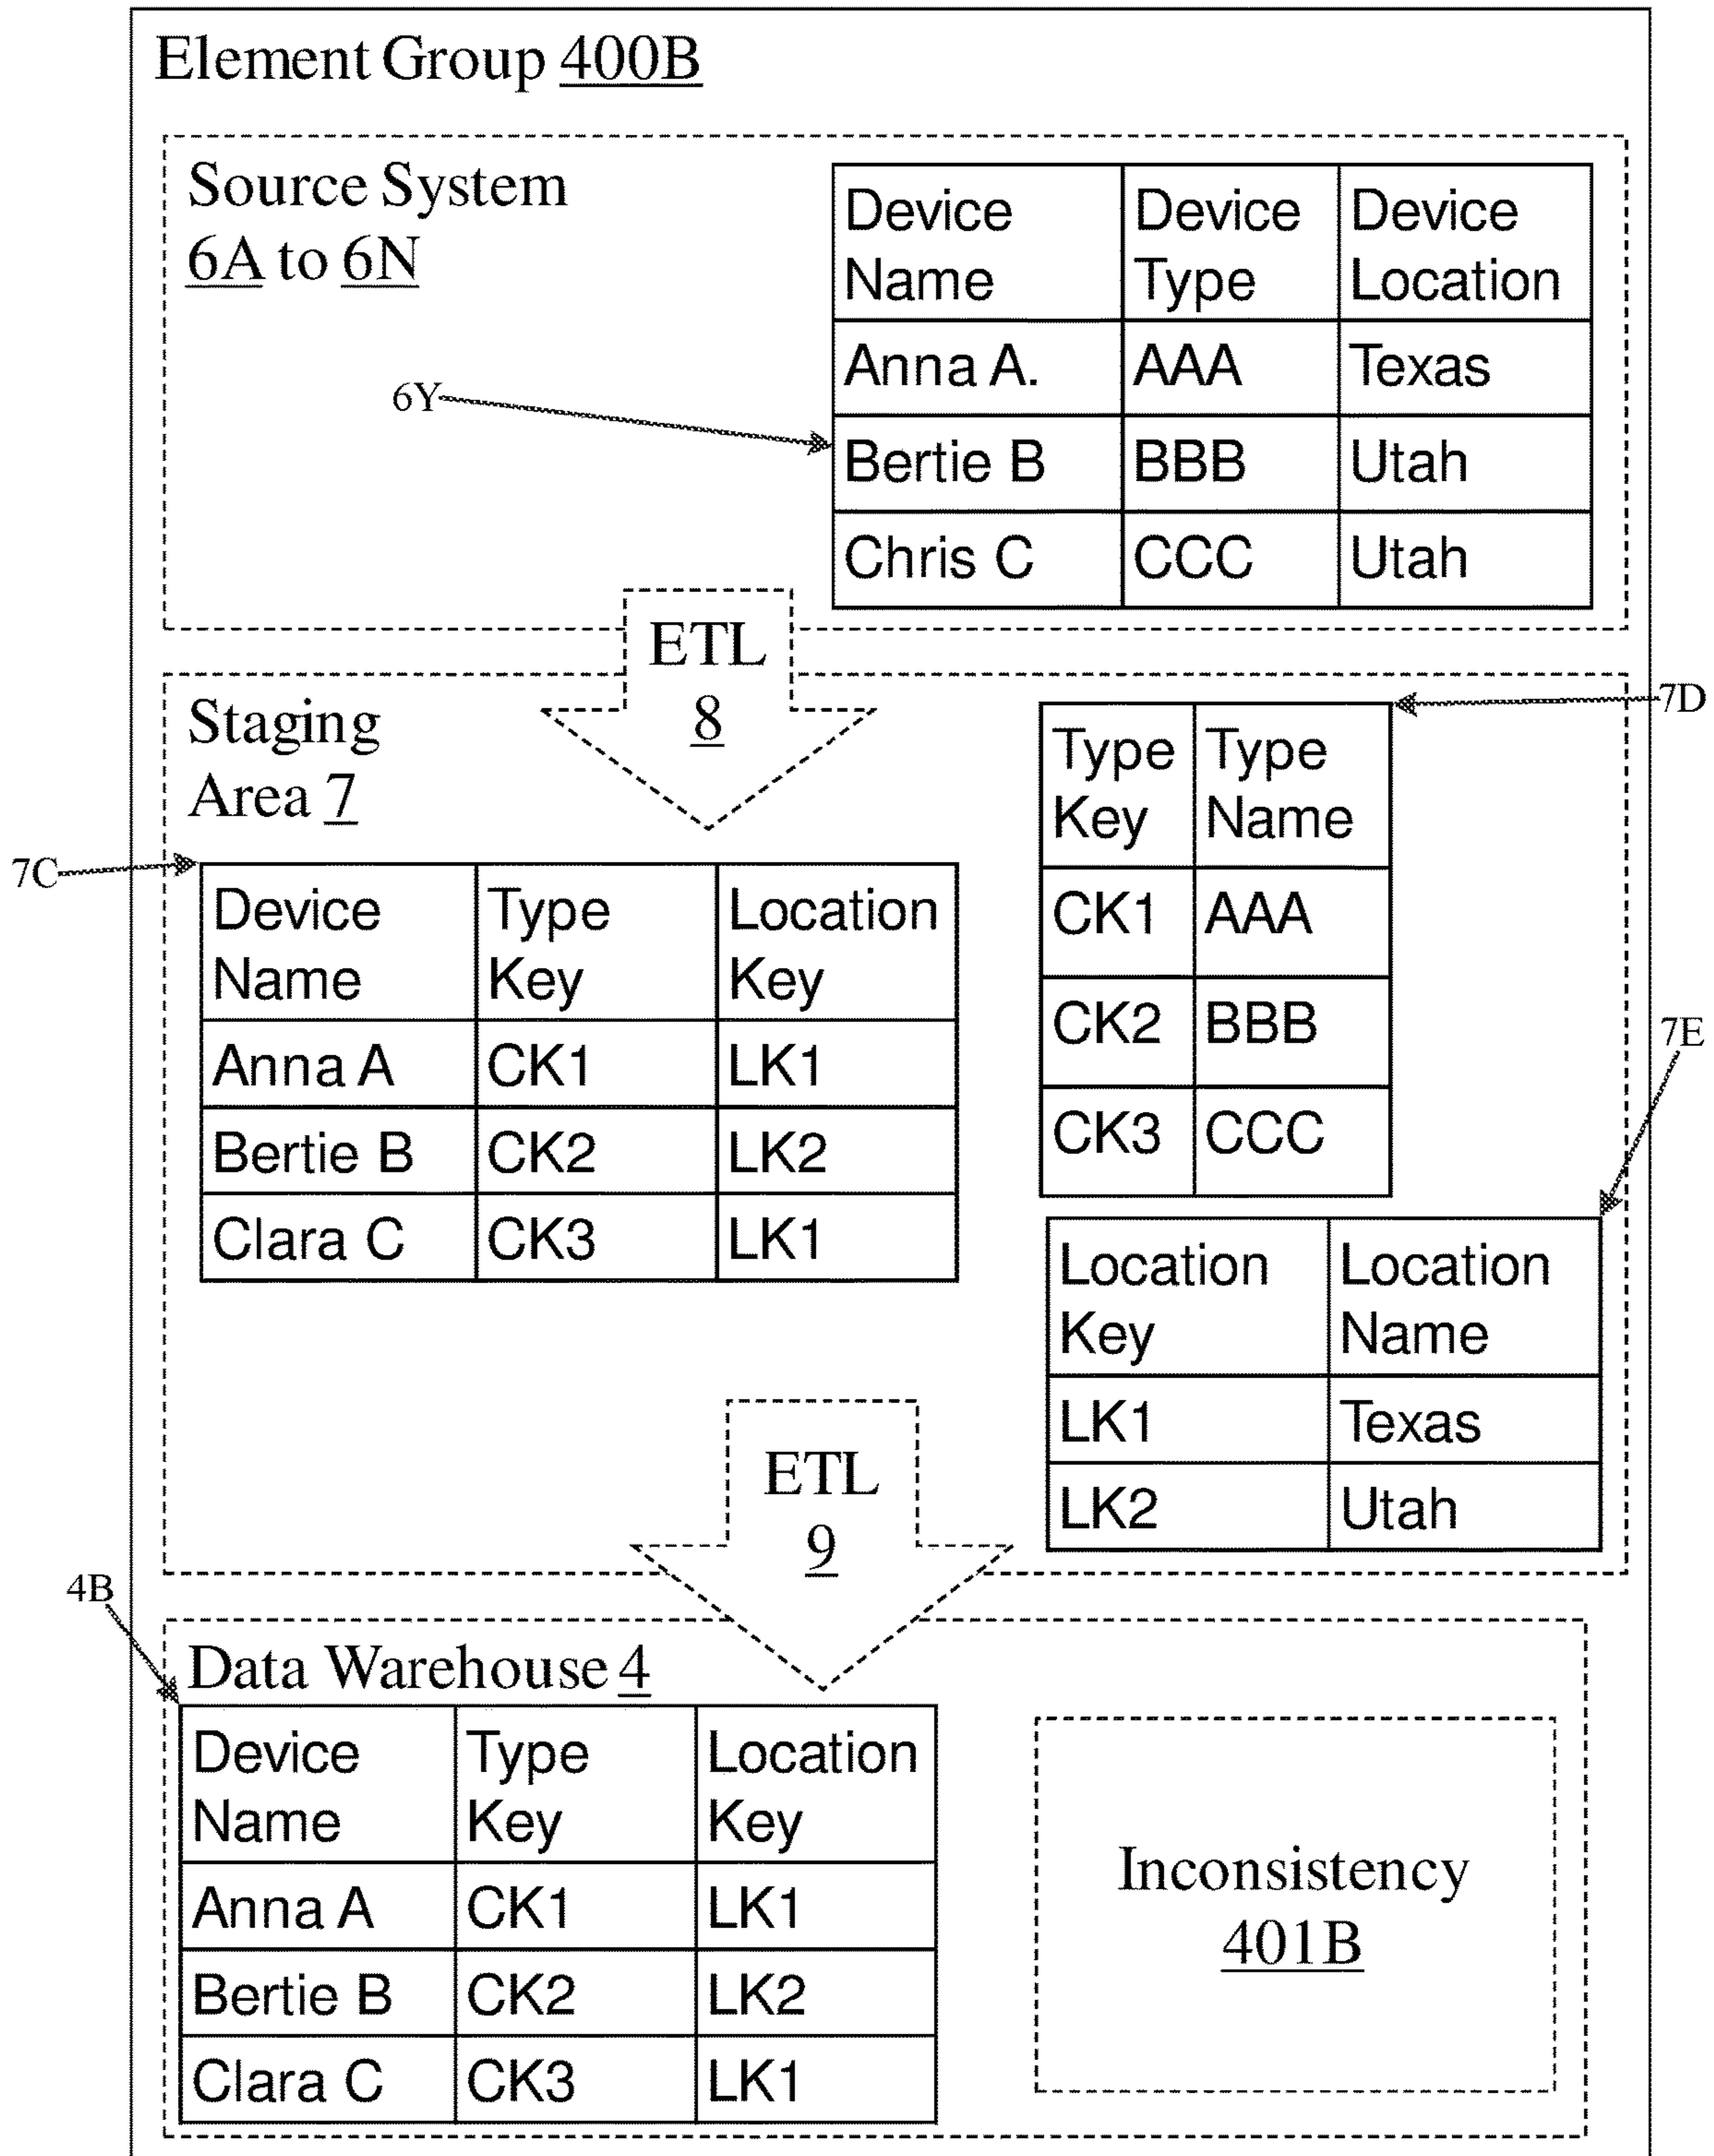 Element Group 400B
Source System
6A to 6N
Device Name Device Type Device Location
Anna A. AAA Texas
6Y
Bertie B BBB Utah
Chris C CCC Utah
ETL
8
Staging
Area 7
7D
Type Key Type Name
CK1 AAA
CK2 BBB
CK3 CCC
7C
Device Name Type Key Location Key
Anna A CK1 LK1
Bertie B CK2 LK2
Clara C CK3 LK1
7E
Location Key Location Name
LK1 Texas
LK2 Utah
ETL
9
4B
Data Warehouse 4
Device Name Type Key Location Key
Anna A CK1 LK1
Bertie B CK2 LK2
Clara C CK3 LK1
Inconsistency
401B